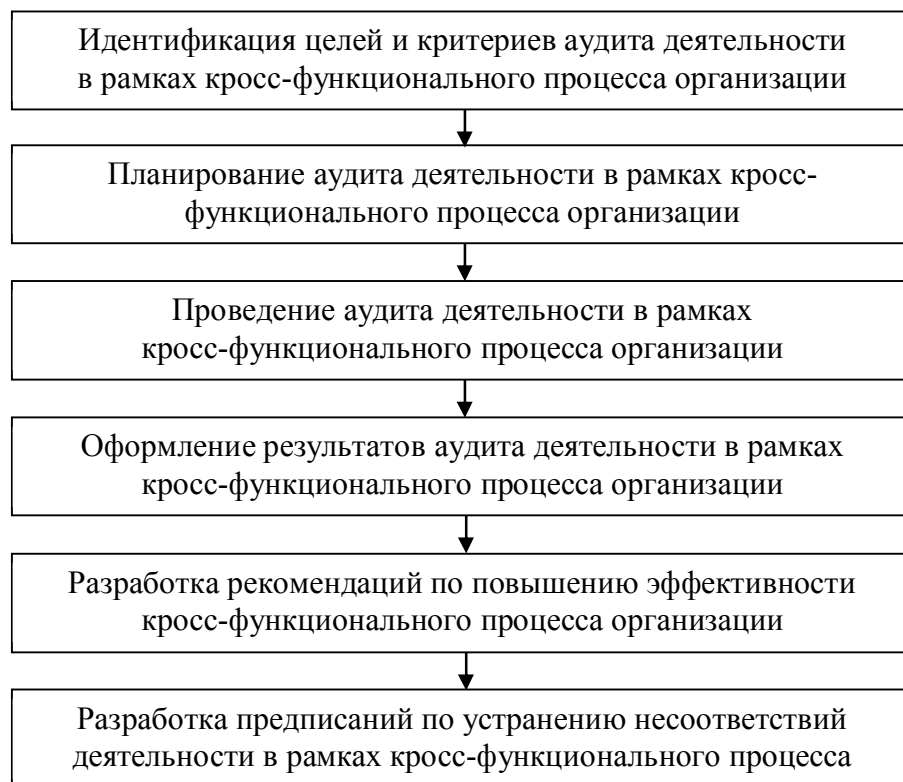 Идентификация целей и критериев аудита деятельности
в рамках кросс-функционального процесса организации
Планирование аудита деятельности в рамках кросс-
функционального процесса организации
Проведение аудита деятельности в рамках
кросс-функционального процесса организации
Оформление результатов аудита деятельности в рамках
кросс-функционального процесса организации
Разработка рекомендаций по повышению эффективности
кросс-функционального процесса организации
Разработка предписаний по устранению несоответствий
деятельности в рамках кросс-функционального процесса